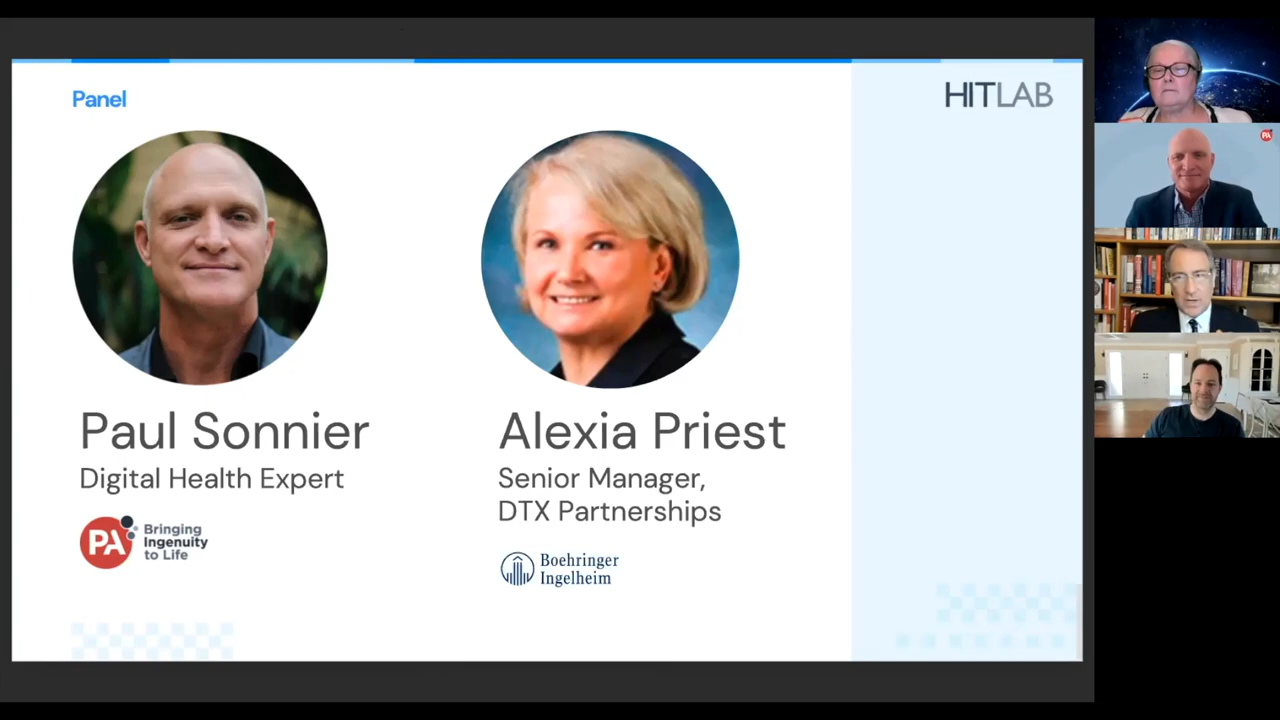 Panel
HITLAB
Paul Sonnier
Digital Health Expert
PA Bringing
Ingenuity
to Life
Alexia Priest
Senior Manager,
DTX Partnerships
Boehringer
Ingelheim
PA